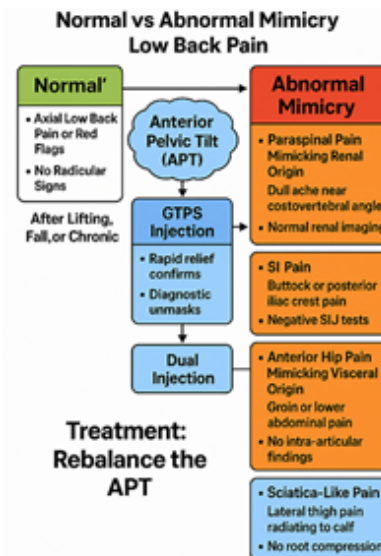 Normal vs Abnormal Mimicry
Low Back Pain
Normal'
• Axial Low Back
Pain or Red
Flags
• No Radicular
Signs
After Lifting,
Fall, or Chronic
Anterior
Pelvic Tilt
(APT)
GTPS
Injection
• Rapid relief
confirms
• Diagnostic
unmasks
Dual
Injection
Treatment:
Rebalance the
APT
Abnormal
Mimicry
• Paraspinal Pain
Mimicking Renal
Origin
Dull ache near
costovertebral angle
• Normal renal imaging
• SI Pain
Buttock or posterior
iliac crest pain
• Negative SIJ tests
• Anterior Hip Pain
Mimicking Visceral
Origin
Groin or lower
abdominal pain
• No intra-articular
findings
• Sciatica-Like Pain
Lateral thigh pain
radiating to calf
• No root compression